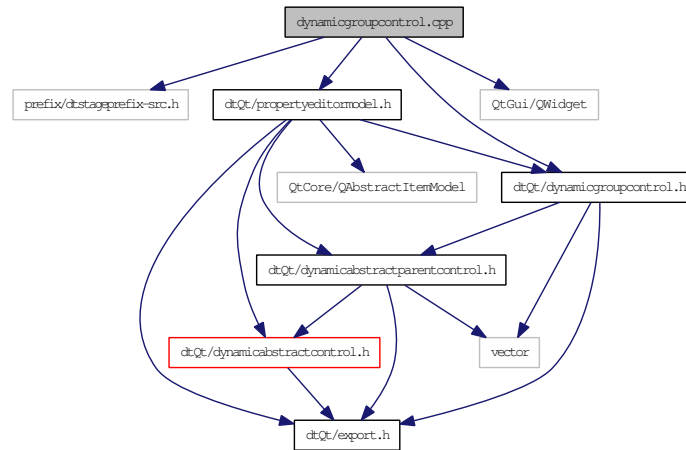 dynamicgroupcontrol.cpp
prefix/dtstageprefix-src.h
dtQt/propertyeditormodel.h
QtGui/QWidget
QtCore/QAbstractItemModel
dtQt/dynamicgroupcontrol.h
dtQt/dynamicabstractparentcontrol.h
dtQt/dynamicabstractcontrol.h
vector
dtQt/export.h